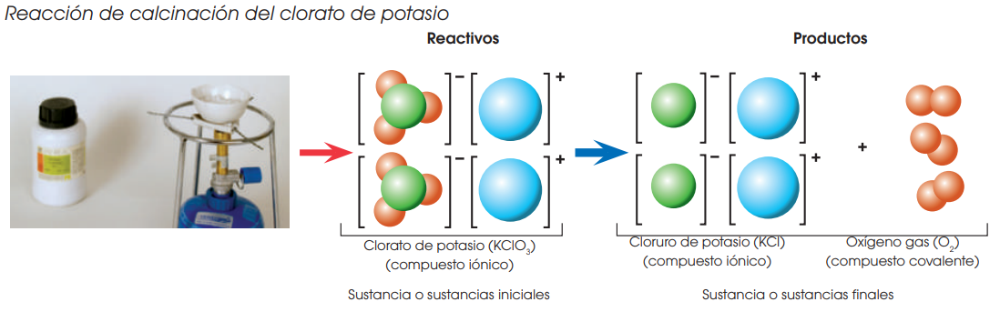 Reacción de calcinación del clorato de potasio
Reactivos
Productos
[ ]⁻ [ ]⁺
[ ]⁻ [ ]⁺
+
[ ]⁻ [ ]⁺
[ ]⁻ [ ]⁺
Clorato de potasio (KClO₃)
(compuesto iónico)
Cloruro de potasio (KCl)
(compuesto iónico)
Oxígeno gas (O₂)
(compuesto covalente)
Sustancia o sustancias iniciales
Sustancia o sustancias finales